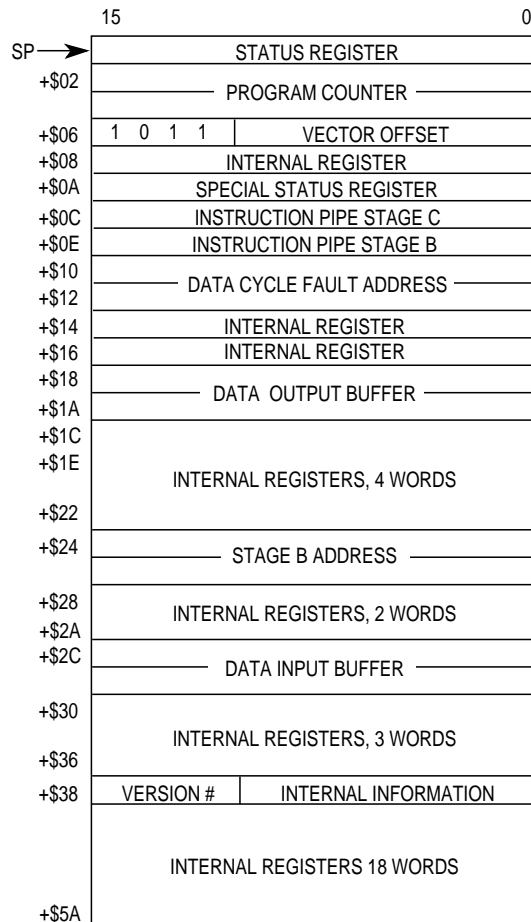 15 0
SP STATUS REGISTER
+$02 PROGRAM COUNTER
+$06 1 0 1 1 VECTOR OFFSET
+$08 INTERNAL REGISTER
+$0A SPECIAL STATUS REGISTER
+$0C INSTRUCTION PIPE STAGE C
+$0E INSTRUCTION PIPE STAGE B
+$10
DATA CYCLE FAULT ADDRESS
+$12
+$14 INTERNAL REGISTER
+$16 INTERNAL REGISTER
+$18
DATA OUTPUT BUFFER
+$1A
+$1C
+$1E
INTERNAL REGISTERS, 4 WORDS
+$22
+$24 STAGE B ADDRESS
+$28
INTERNAL REGISTERS, 2 WORDS
+$2A
+$2C DATA INPUT BUFFER
+$30
INTERNAL REGISTERS, 3 WORDS
+$36
+$38 VERSION # INTERNAL INFORMATION
INTERNAL REGISTERS 18 WORDS
+$5A